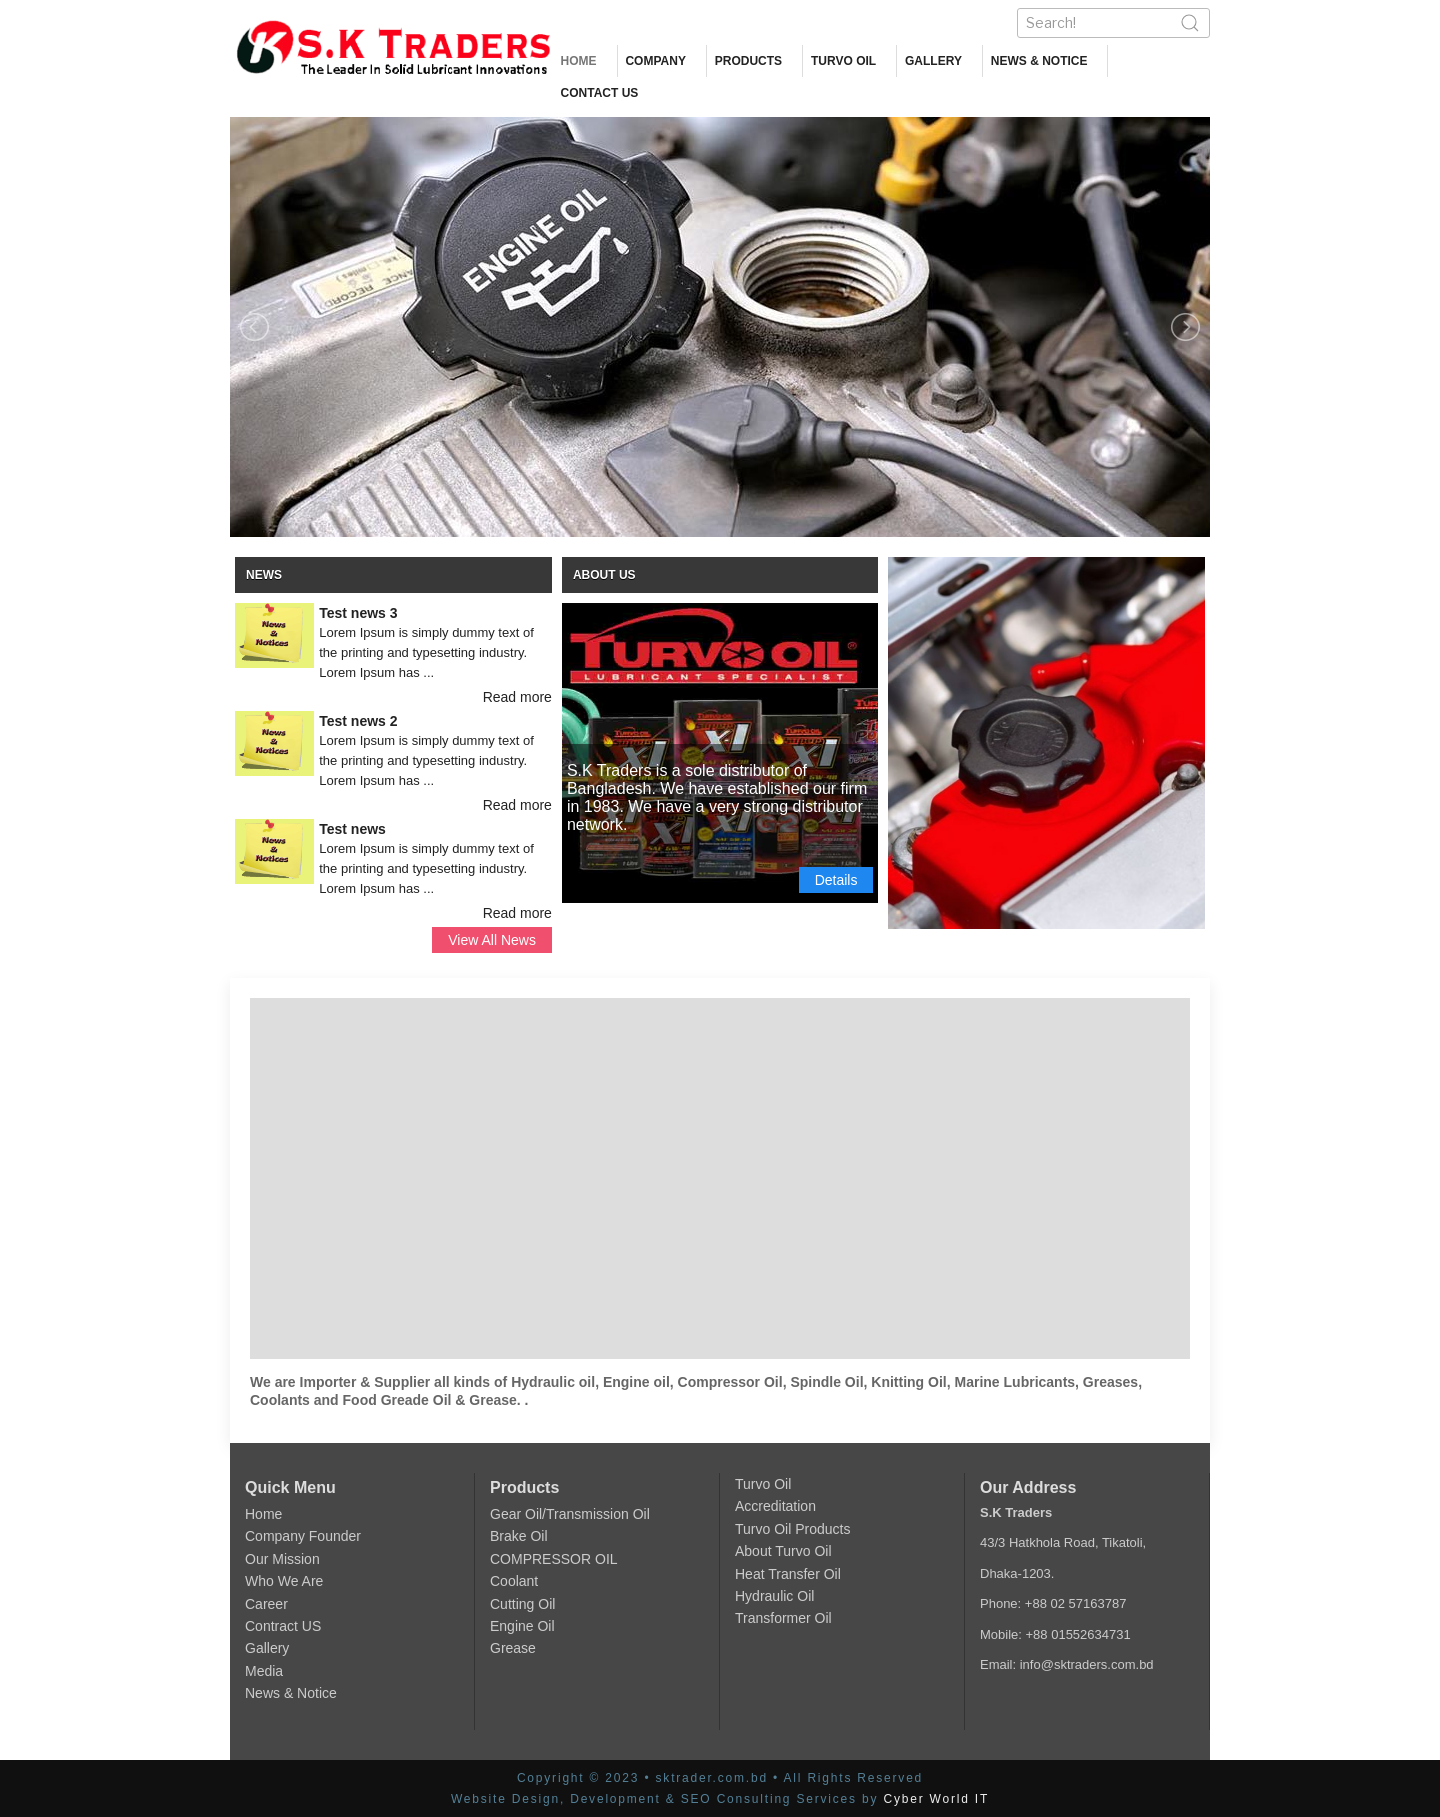 Search!
S.K TRADERS
The Leader In Solid Lubricant Innovations
HOME
COMPANY
PRODUCTS
TURVO OIL
GALLERY
NEWS & NOTICE
CONTACT US
ENGINE OIL
NEWS
News
&
Notices
Test news 3
Lorem Ipsum is simply dummy text of
the printing and typesetting industry.
Lorem Ipsum has ...
Read more
News
&
Notices
Test news 2
Lorem Ipsum is simply dummy text of
the printing and typesetting industry.
Lorem Ipsum has ...
Read more
News
&
Notices
Test news
Lorem Ipsum is simply dummy text of
the printing and typesetting industry.
Lorem Ipsum has ...
Read more
View All News
ABOUT US
TURVO OIL®
LUBRICANT SPECIALIST
S.K Traders is a sole distributor of
Bangladesh. We have established our firm
in 1983. We have a very strong distributor
network.
Details
We are Importer & Supplier all kinds of Hydraulic oil, Engine oil, Compressor Oil, Spindle Oil, Knitting Oil, Marine Lubricants, Greases,
Coolants and Food Greade Oil & Grease. .
Quick Menu
Home
Company Founder
Our Mission
Who We Are
Career
Contract US
Gallery
Media
News & Notice
Products
Gear Oil/Transmission Oil
Brake Oil
COMPRESSOR OIL
Coolant
Cutting Oil
Engine Oil
Grease
Turvo Oil
Accreditation
Turvo Oil Products
About Turvo Oil
Heat Transfer Oil
Hydraulic Oil
Transformer Oil
Our Address
S.K Traders
43/3 Hatkhola Road, Tikatoli,
Dhaka-1203.
Phone: +88 02 57163787
Mobile: +88 01552634731
Email: info@sktraders.com.bd
Copyright © 2023 • sktrader.com.bd • All Rights Reserved
Website Design, Development & SEO Consulting Services by Cyber World IT